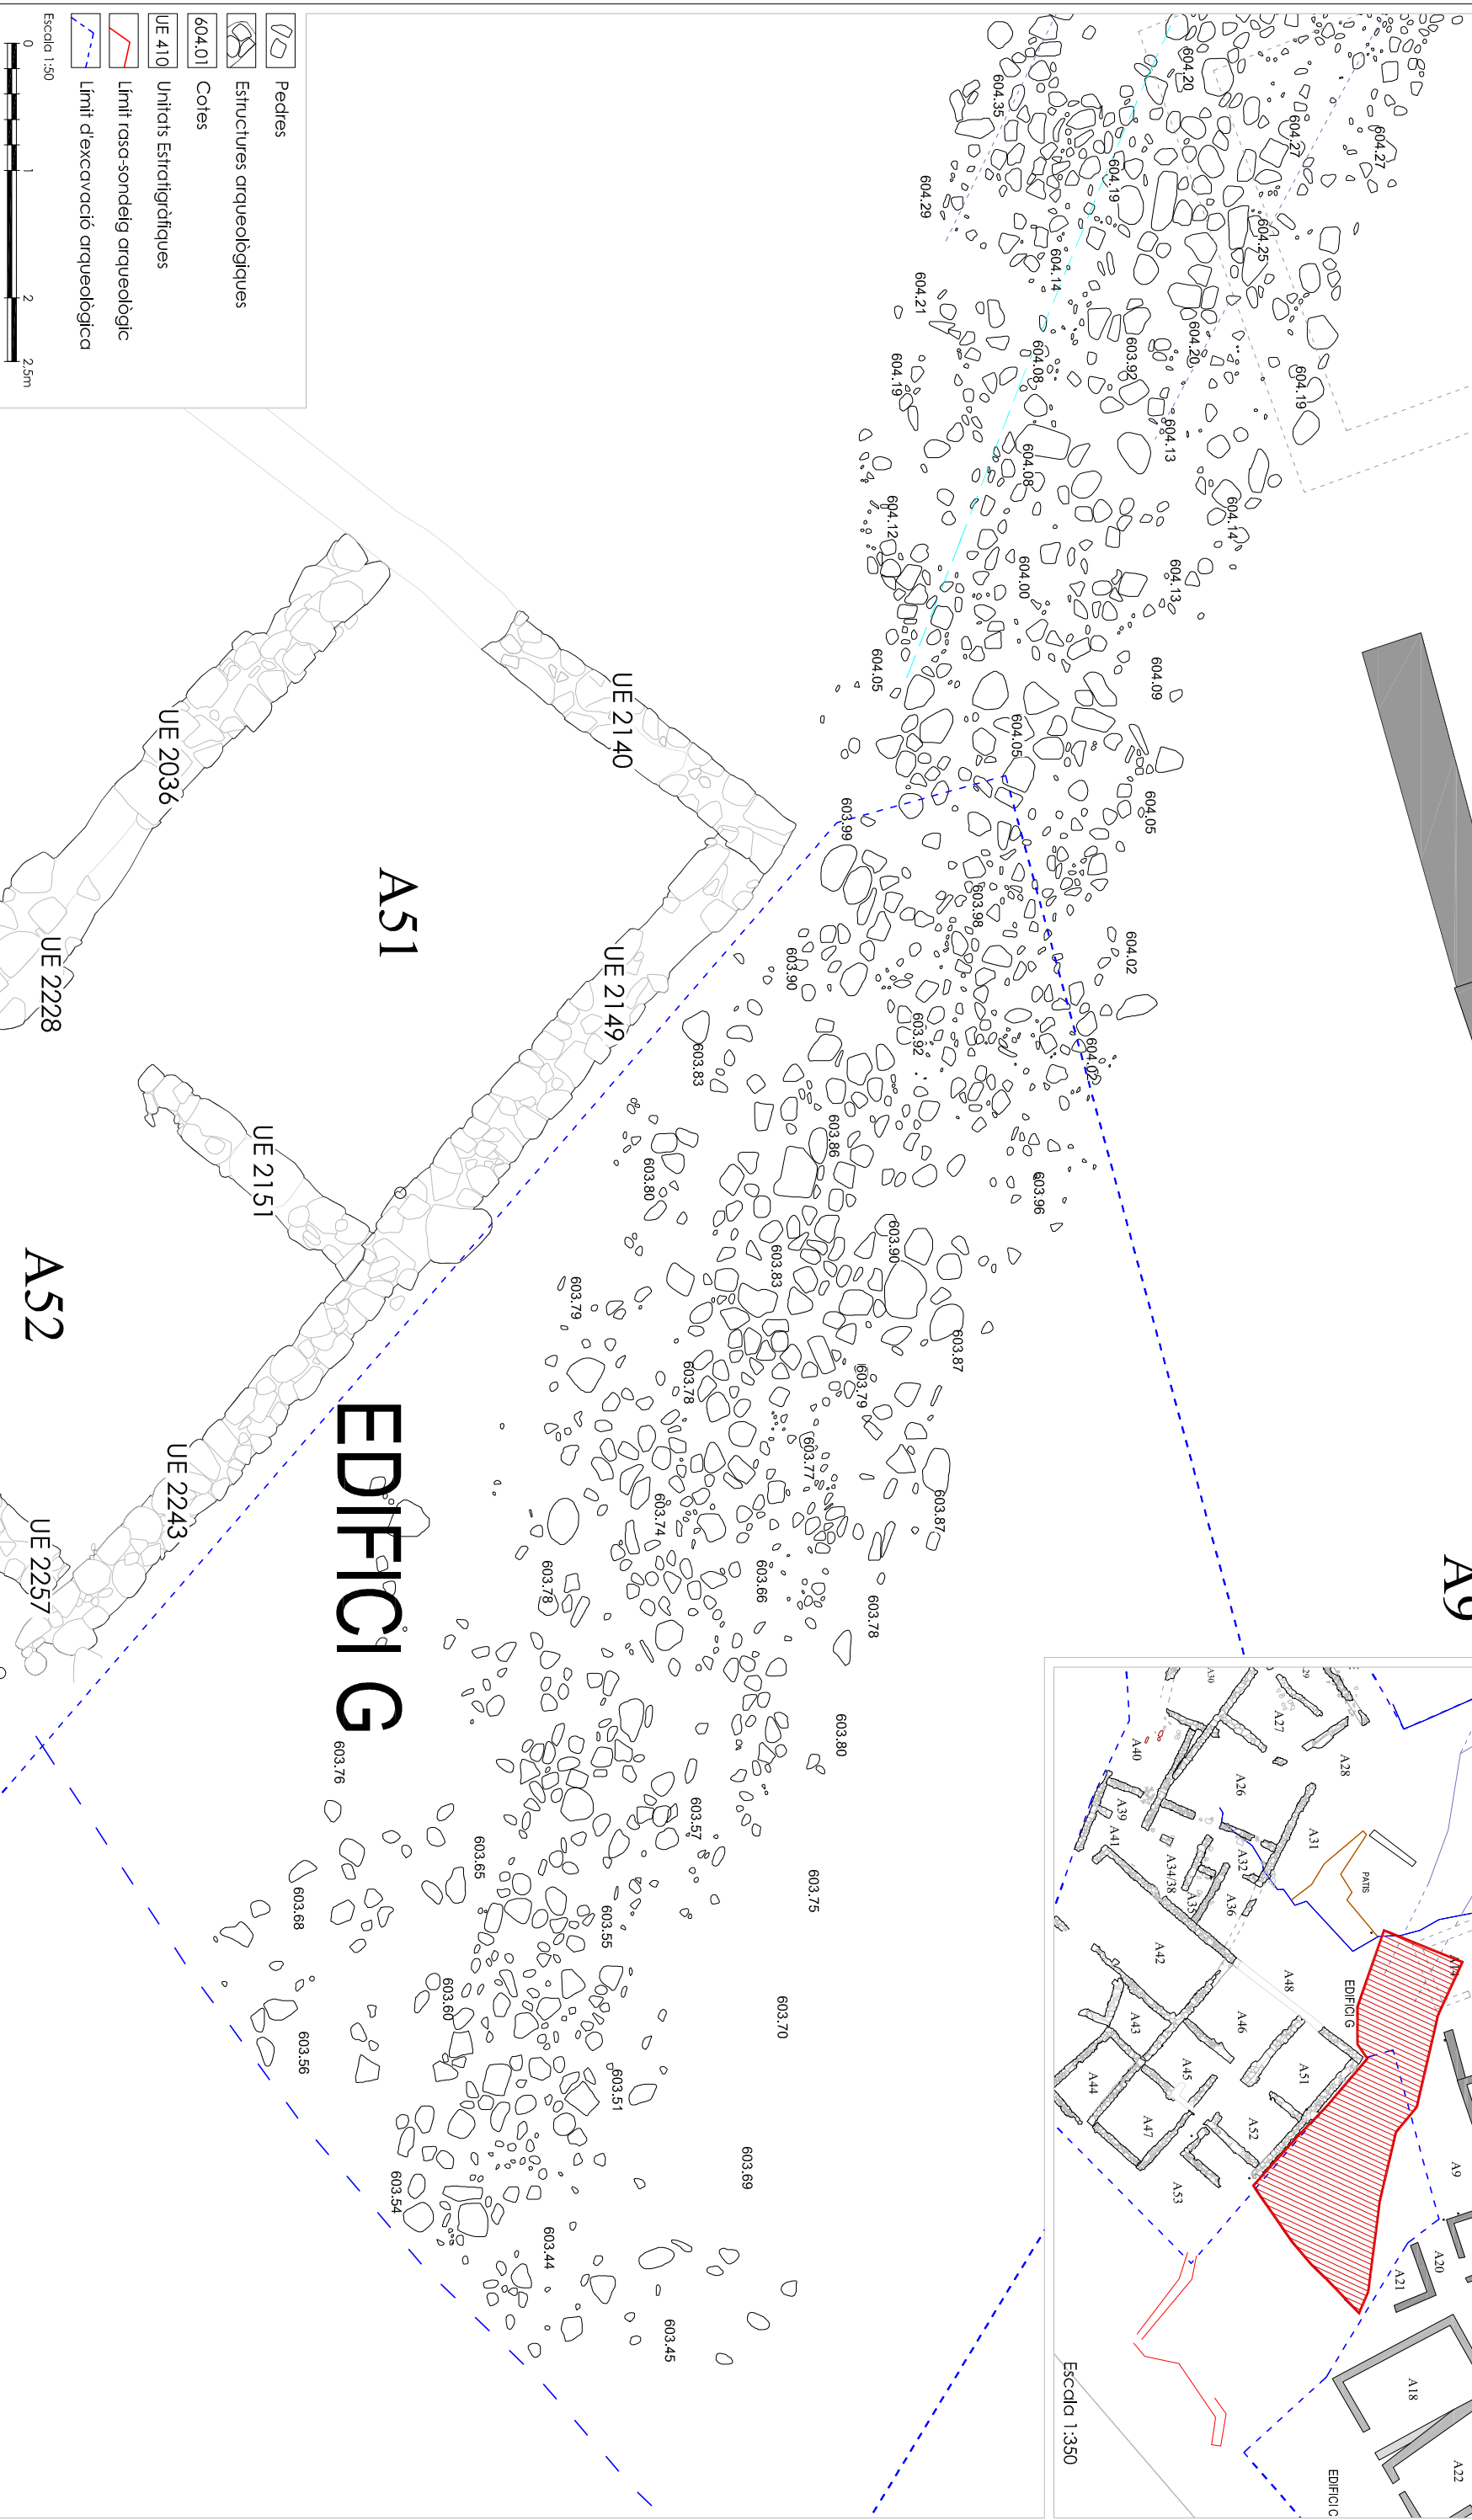 Pedres
Estructures arqueològiques
604.01
Cotes
UE 410
Unitats Estratigràfiques
Límit rasa-sondeig arqueològic
Límit d'excavació arqueològica
Escala 1:50
0
1
2
2.5m
604.20
604.35
604.27
604.27
604.19
604.29
604.25
604.14
604.21
604.20
603.92
604.08
604.19
604.19
604.13
604.08
604.12
604.14
604.00
604.13
604.05
604.09
604.05
604.05
603.99
603.98
604.02
603.90
603.92
604.02
603.83
603.86
603.80
603.96
603.90
603.83
603.79
603.87
603.78
603.79
603.77
603.74
603.87
603.78
603.66
603.78
603.80
603.76
603.57
603.65
603.75
603.68
603.55
603.60
603.70
603.56
603.51
603.69
603.54
603.44
603.45
UE 2140
UE 2036
A51
UE 2149
UE 2228
UE 2151
A52
EDIFICI G
UE 2243
UE 2257
A9
A30
A27
A28
A40
A26
A39
A41
A31
A32
A34/38
A35
A36
PATIS
A42
A48
EDIFICI G
A14
A46
A43
A45
A51
A44
A47
A52
A53
A9
A20
A21
A18
A22
EDIFICI C
Escala 1:350